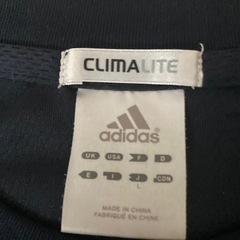 CLIMALITE
adidas
UK USA F D
E I J CDN
L
MADE IN CHINA
FABRIQUÉ EN CHINE